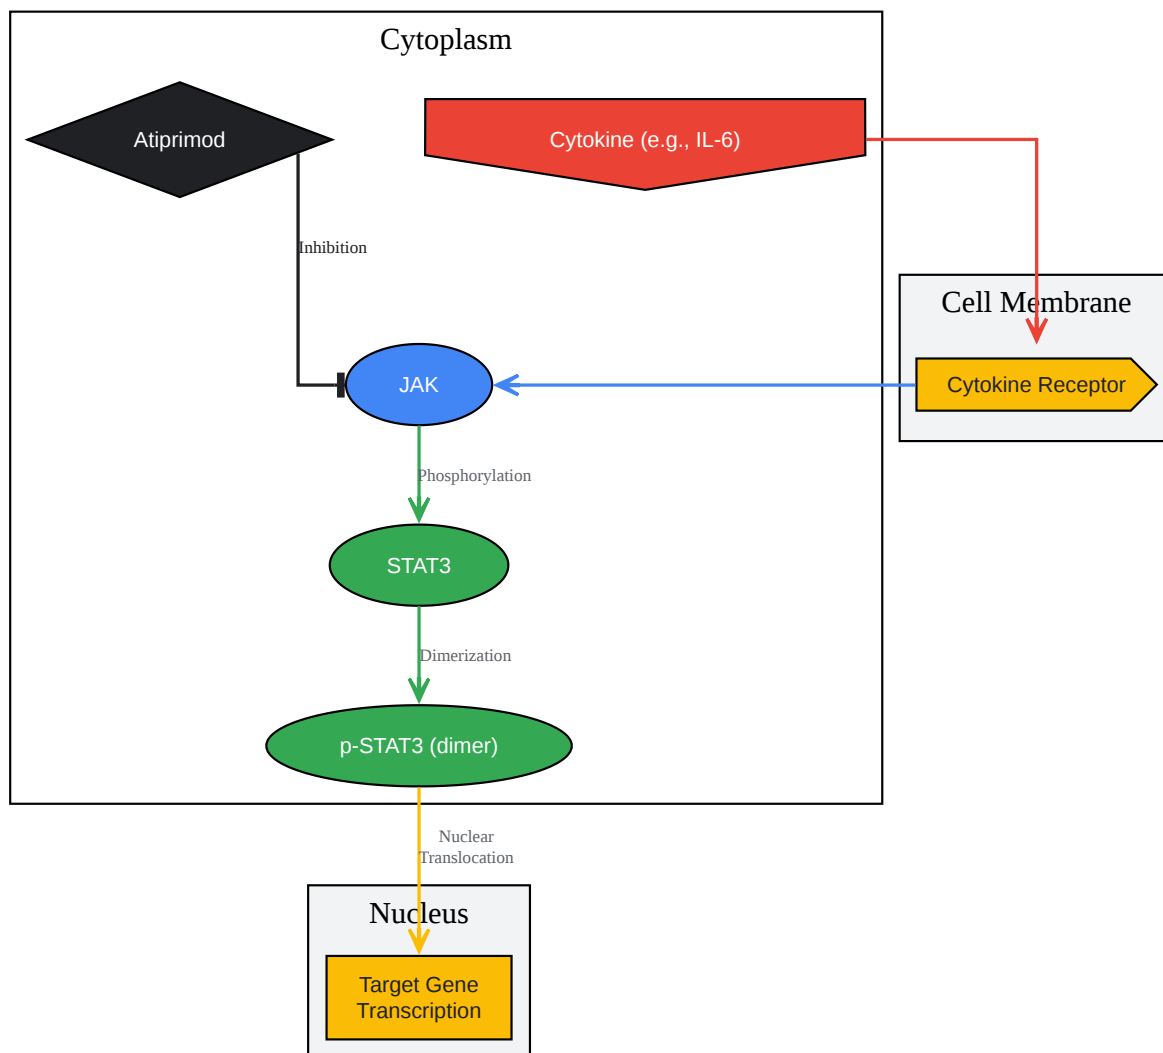 Cytoplasm
Atiprimod
Cytokine (e.g., IL-6)
Inhibition
Cell Membrane
JAK
Cytokine Receptor
Phosphorylation
STAT3
Dimerization
p-STAT3 (dimer)
Nuclear
Translocation
Nucleus
Target Gene
Transcription